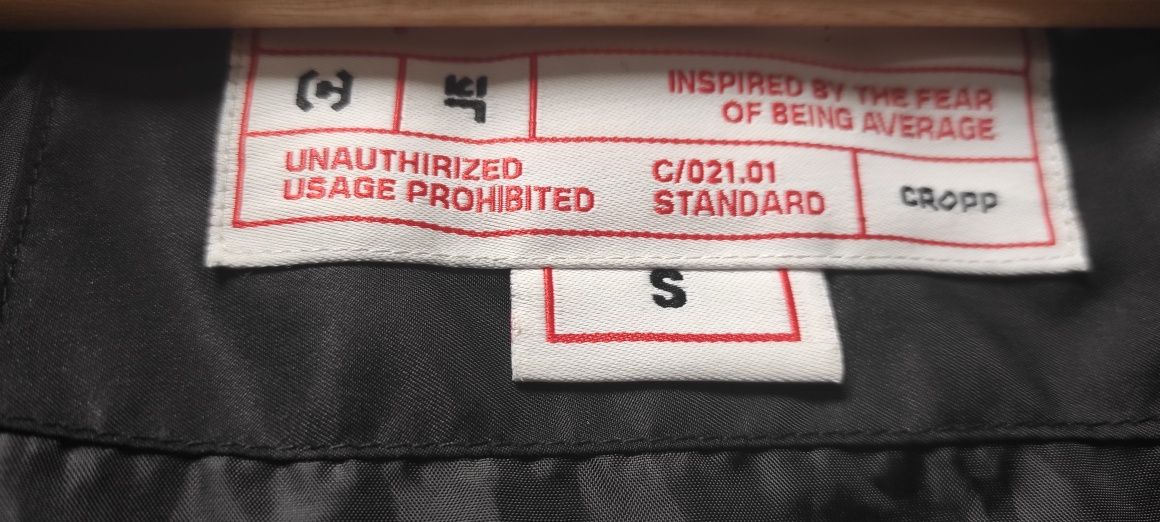 [C]
INSPIRED BY THE FEAR
OF BEING AVERAGE
UNAUTHIRIZED
USAGE PROHIBITED
C/021.01
STANDARD
CROPP
S